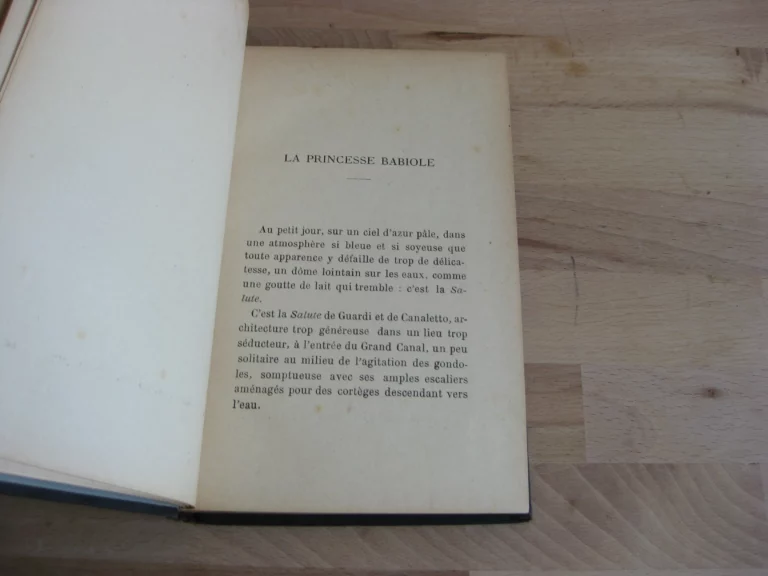 LA PRINCESSE BABIOLE
Au petit jour, sur un ciel d'azur pâle, dans
une atmosphère si bleue et si soyeuse que
toute apparence y défaille de trop de délica-
tesse, un dôme lointain sur les eaux, comme
une goutte de lait qui tremble : c'est la Sa-
lute.
C'est la Salute de Guardi et de Canaletto, ar-
chitecture trop généreuse dans un lieu trop
séducteur, à l'entrée du Grand Canal, un peu
solitaire au milieu de l'agitation des gondo-
les, somptueuse avec ses amples escaliers
aménagés pour des cortèges descendant vers
l'eau.